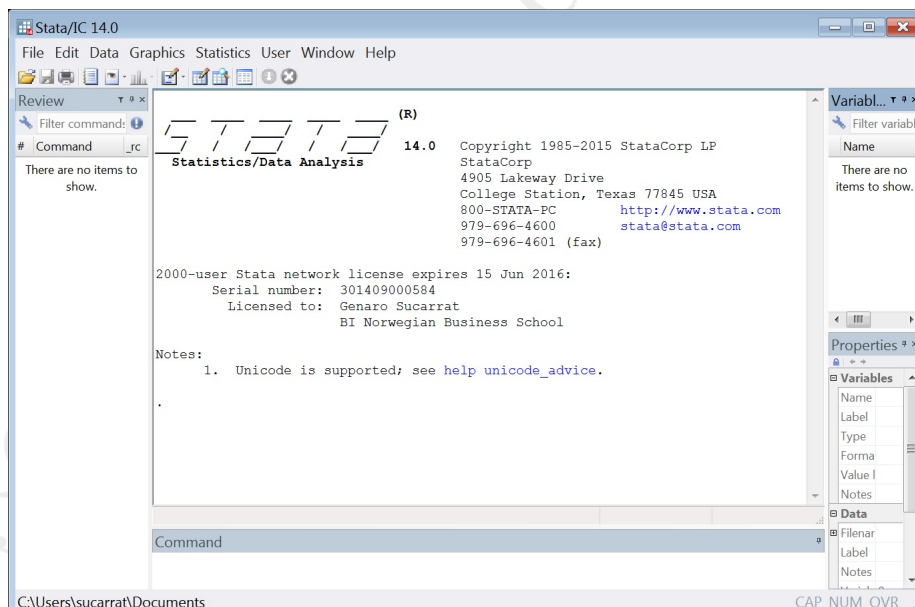 Stata/IC 14.0
File Edit Data Graphics Statistics User Window Help
Review
Filter commands
# Command _rc
There are no items to
show.
(R)
STATA
14.0 Copyright 1985-2015 StataCorp LP
Statistics/Data Analysis StataCorp
4905 Lakeway Drive
College Station, Texas 77845 USA
800-STATA-PC http://www.stata.com
979-696-4600 stata@stata.com
979-696-4601 (fax)
2000-user Stata network license expires 15 Jun 2016:
Serial number: 301409000584
Licensed to: Genaro Sucarrat
BI Norwegian Business School
Notes:
1. Unicode is supported; see help unicode_advice.
.
Command
C:\Users\sucarrat\Documents
Variabl...
Filter variabl
Name
There are no
items to show.
Properties
Variables
Name
Label
Type
Forma
Value l
Notes
Data
Filenar
Label
Notes
CAP NUM OVR